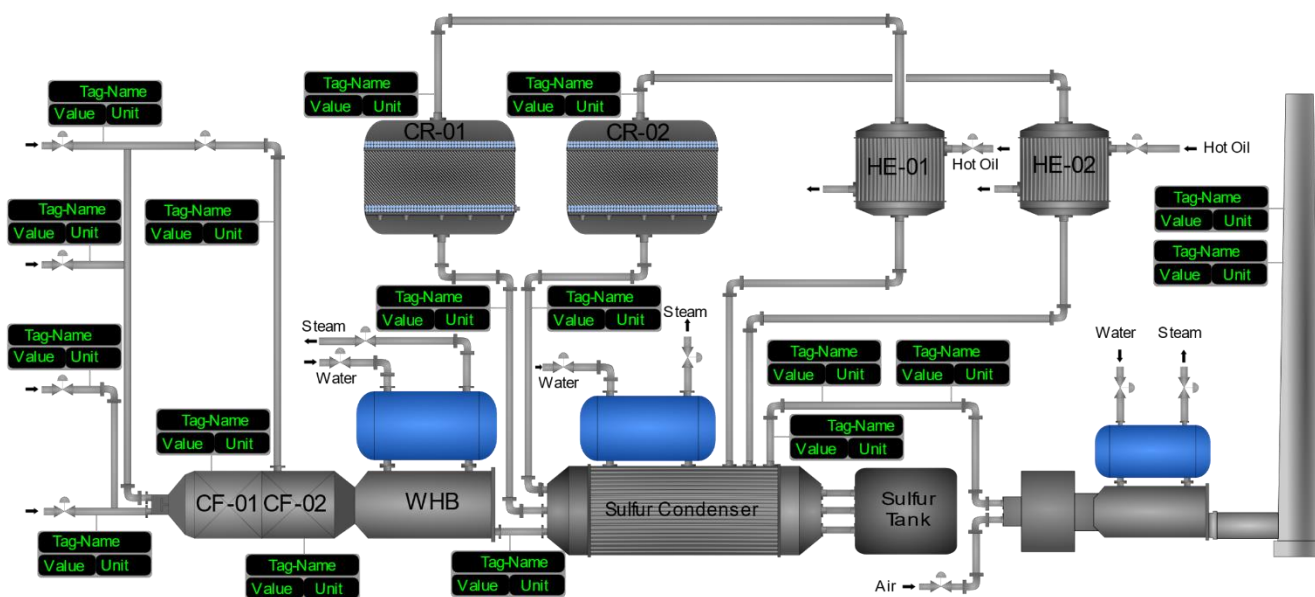 Tag-Name
Value Unit
Tag-Name
Value Unit
Tag-Name
Value Unit
CR-01
CR-02
HE-01
Hot Oil
HE-02
Hot Oil
Tag-Name
Value Unit
Tag-Name
Value Unit
Tag-Name
Value Unit
Tag-Name
Value Unit
Tag-Name
Value Unit
Tag-Name
Value Unit
Steam
Steam
Water
Water
Water
Steam
Tag-Name
Value Unit
Tag-Name
Value Unit
Tag-Name
Value Unit
Tag-Name
Value Unit
Tag-Name
Value Unit
CF-01
CF-02
WHB
Sulfur Condenser
Sulfur
Tank
Tag-Name
Value Unit
Tag-Name
Value Unit
Tag-Name
Value Unit
Air